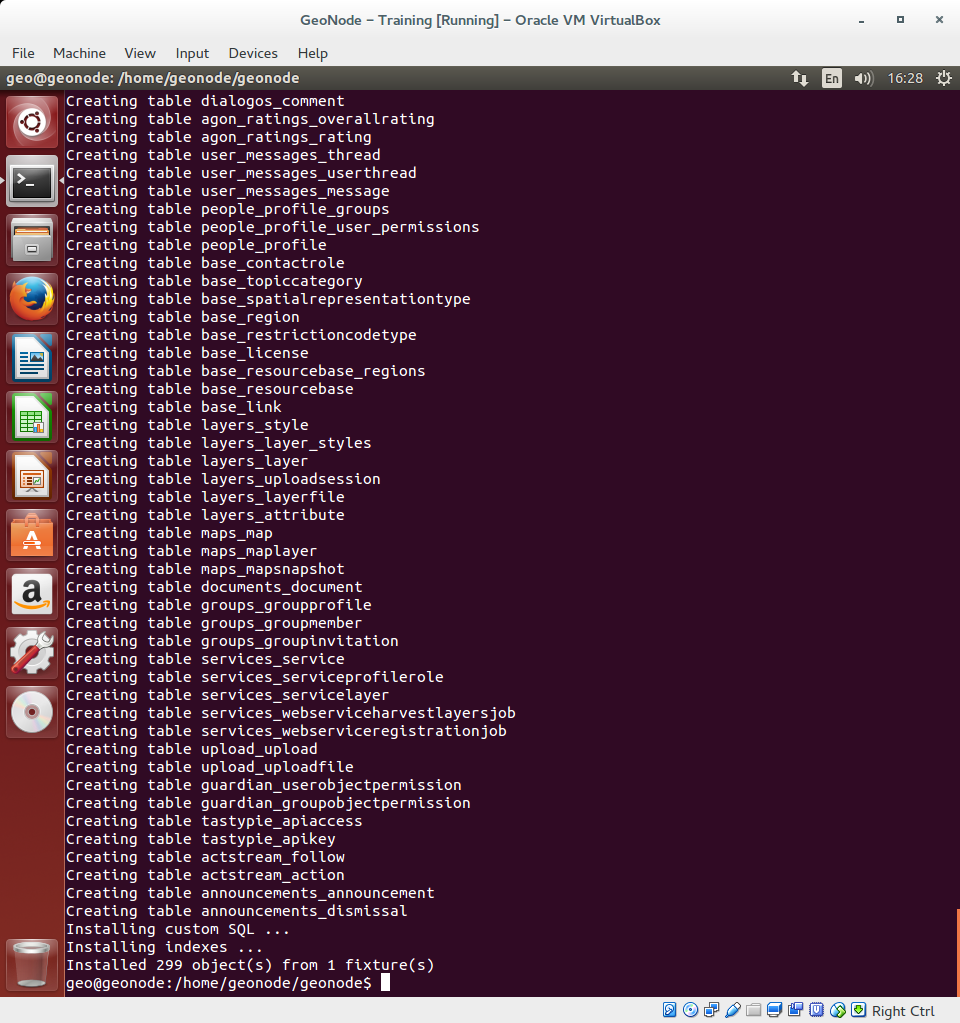 GeoNode – Training [Running] – Oracle VM VirtualBox
File Machine View Input Devices Help
geo@geonode: /home/geonode/geonode En 16:28
Creating table dialogos_comment
Creating table agon_ratings_overallrating
Creating table agon_ratings_rating
Creating table user_messages_thread
Creating table user_messages_userthread
Creating table user_messages_message
Creating table people_profile_groups
Creating table people_profile_user_permissions
Creating table people_profile
Creating table base_contactrole
Creating table base_topiccategory
Creating table base_spatialrepresentationtype
Creating table base_region
Creating table base_restrictioncodetype
Creating table base_license
Creating table base_resourcebase_regions
Creating table base_resourcebase
Creating table base_link
Creating table layers_style
Creating table layers_layer_styles
Creating table layers_layer
Creating table layers_uploadsession
Creating table layers_layerfile
Creating table layers_attribute
Creating table maps_map
Creating table maps_maplayer
Creating table maps_mapsnapshot
Creating table documents_document
Creating table groups_groupprofile
Creating table groups_groupmember
Creating table groups_groupinvitation
Creating table services_service
Creating table services_serviceprofilerole
Creating table services_servicelayer
Creating table services_webserviceharvestlayersjob
Creating table services_webserviceregistrationjob
Creating table upload_upload
Creating table upload_uploadfile
Creating table guardian_userobjectpermission
Creating table guardian_groupobjectpermission
Creating table tastypie_apiaccess
Creating table tastypie_apikey
Creating table actstream_follow
Creating table actstream_action
Creating table announcements_announcement
Creating table announcements_dismissal
Installing custom SQL ...
Installing indexes ...
Installed 299 object(s) from 1 fixture(s)
geo@geonode:/home/geonode/geonode$
Right Ctrl